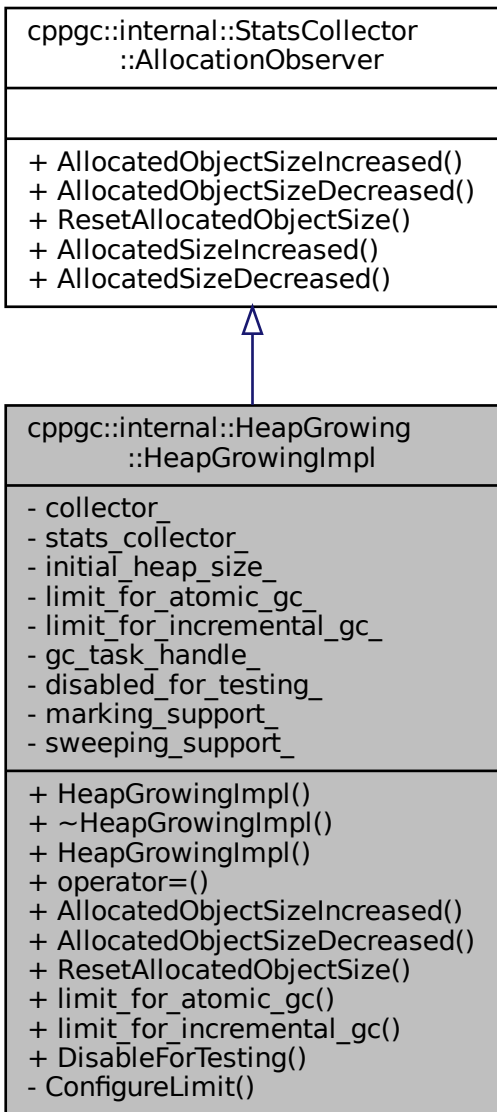 cppgc::internal::StatsCollector
::AllocationObserver
+ AllocatedObjectSizeIncreased()
+ AllocatedObjectSizeDecreased()
+ ResetAllocatedObjectSize()
+ AllocatedSizeIncreased()
+ AllocatedSizeDecreased()
cppgc::internal::HeapGrowing
::HeapGrowingImpl
- collector_
- stats_collector_
- initial_heap_size_
- limit_for_atomic_gc_
- limit_for_incremental_gc_
- gc_task_handle_
- disabled_for_testing_
- marking_support_
- sweeping_support_
+ HeapGrowingImpl()
+ ~HeapGrowingImpl()
+ HeapGrowingImpl()
+ operator=()
+ AllocatedObjectSizeIncreased()
+ AllocatedObjectSizeDecreased()
+ ResetAllocatedObjectSize()
+ limit_for_atomic_gc()
+ limit_for_incremental_gc()
+ DisableForTesting()
- ConfigureLimit()